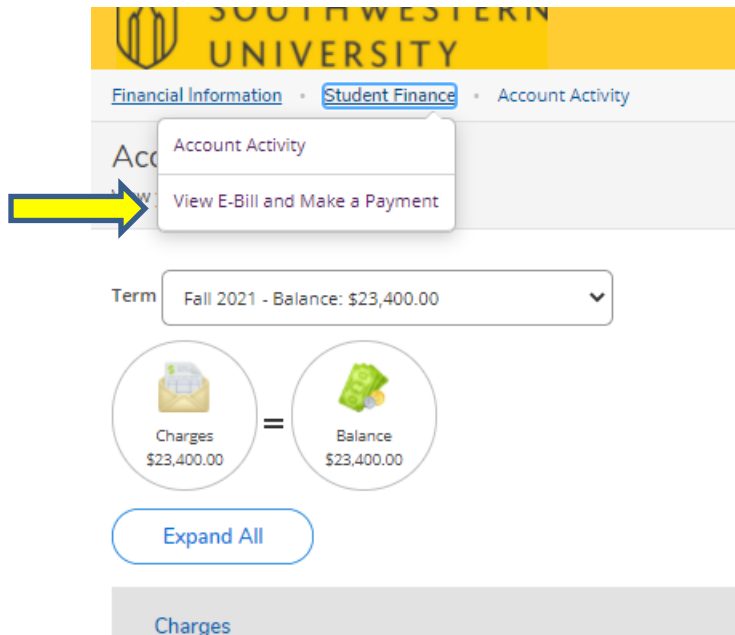 SOUTHWESTERN
UNIVERSITY
Financial Information • Student Finance • Account Activity
Acc
Account Activity
View E-Bill and Make a Payment
Term Fall 2021 - Balance: $23,400.00
Charges
$23,400.00
=
Balance
$23,400.00
Expand All
Charges